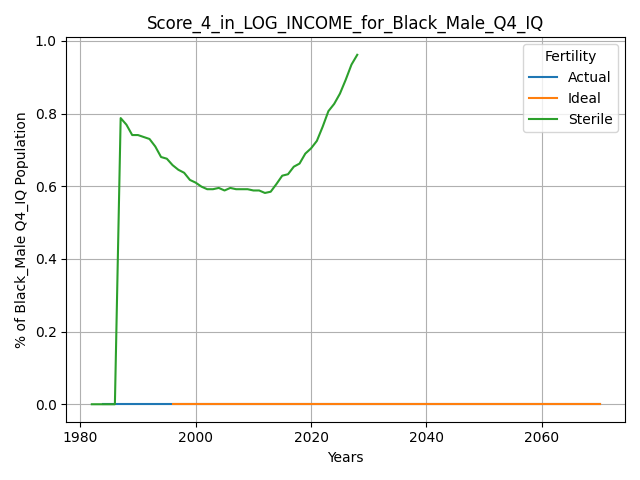 Score_4_in_LOG_INCOME_for_Black_Male_Q4_IQ
Fertility
Actual
Ideal
Sterile
% of Black_Male Q4_IQ Population
1.0
0.8
0.6
0.4
0.2
0.0
1980
2000
2020
2040
2060
Years